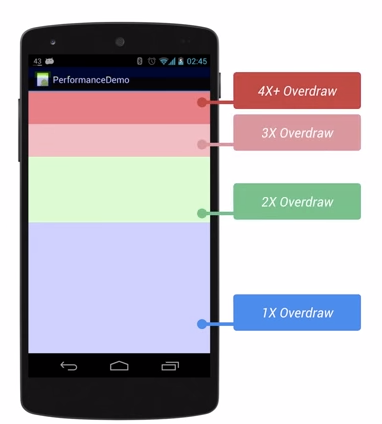 43 02:45
PerformanceDemo
4X+ Overdraw
3X Overdraw
2X Overdraw
1X Overdraw